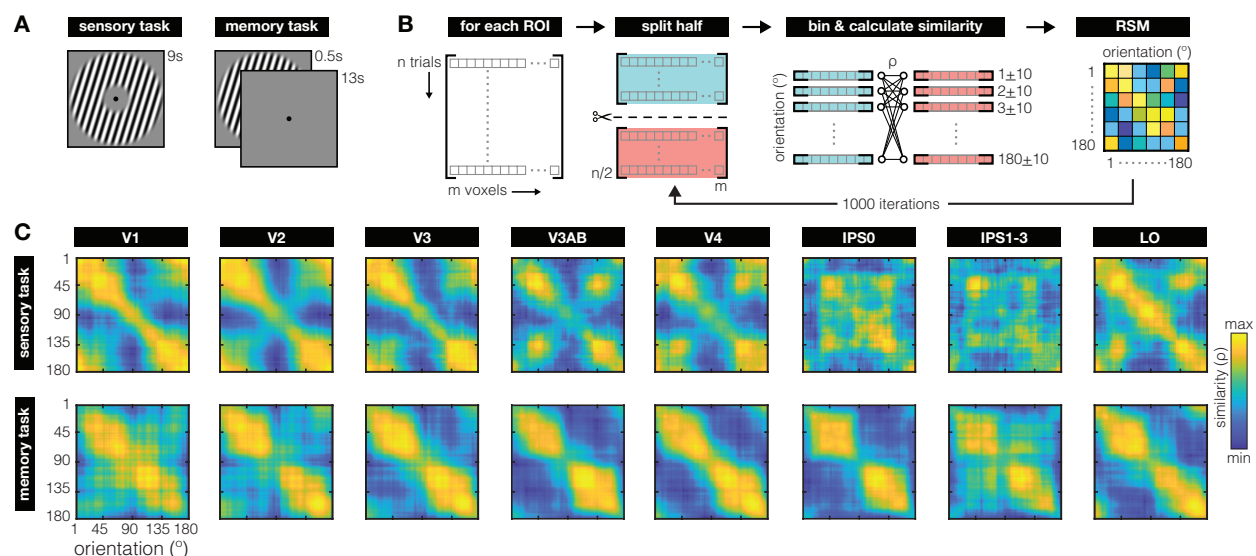 A
sensory task
9s
memory task
0.5s
13s
B
for each ROI
split half
bin & calculate similarity
RSM
n trials
m voxels
n/2
m
orientation (º)
ρ
1±10
2±10
3±10
180±10
orientation (º)
1
180
1
180
1000 iterations
C
V1
V2
V3
V3AB
V4
IPS0
IPS1-3
LO
sensory task
1
45
90
135
180
memory task
1
45
90
135
180
1 45 90 135 180
orientation (º)
max
similarity (ρ)
min